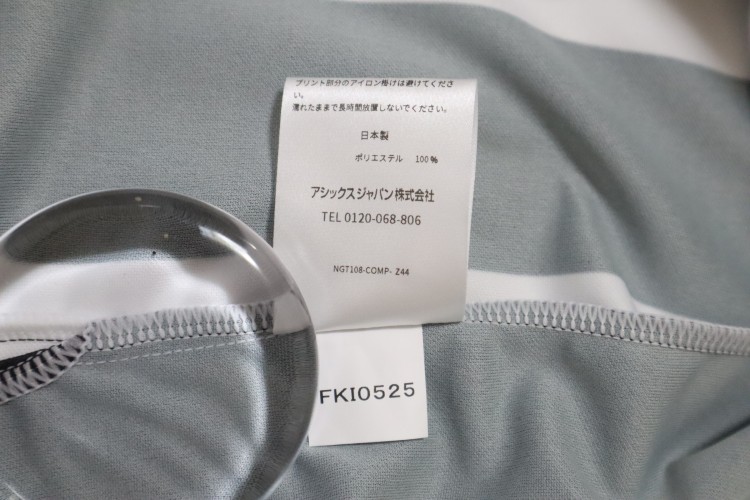 プリント部分のアイロン掛けは避けてくださ
い。
濡れたままで長時間放置しないでください。
日本製
ポリエステル 100%
アシックスジャパン株式会社
TEL 0120-068-806
NGT108-COMP- Z44
FKI0525